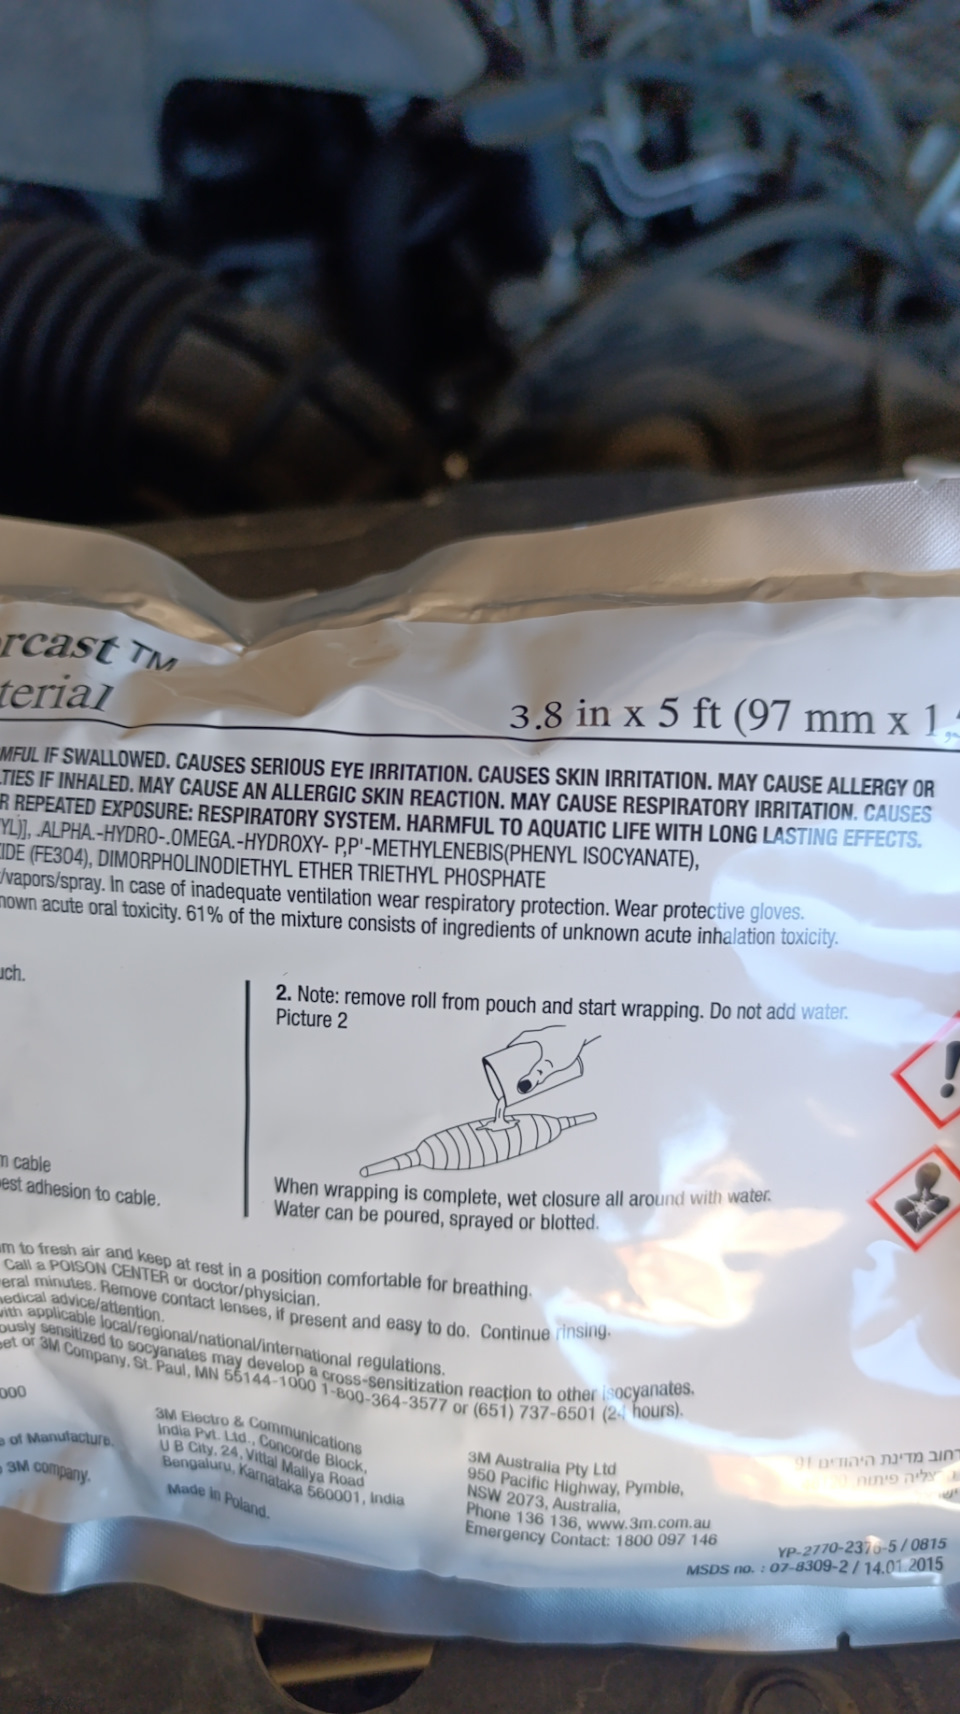 rcast™
terial
3.8 in x 5 ft (97 mm x 1,
MFUL IF SWALLOWED. CAUSES SERIOUS EYE IRRITATION. CAUSES SKIN IRRITATION. MAY CAUSE ALLERGY OR
TIES IF INHALED. MAY CAUSE AN ALLERGIC SKIN REACTION. MAY CAUSE RESPIRATORY IRRITATION. CAUSES
R REPEATED EXPOSURE: RESPIRATORY SYSTEM. HARMFUL TO AQUATIC LIFE WITH LONG LASTING EFFECTS.
YL)], .ALPHA.-HYDRO-.OMEGA.-HYDROXY- P,P'-METHYLENEBIS(PHENYL ISOCYANATE),
IDE (FE3O4), DIMORPHOLINODIETHYL ETHER TRIETHYL PHOSPHATE
/vapors/spray. In case of inadequate ventilation wear respiratory protection. Wear protective gloves.
nown acute oral toxicity. 61% of the mixture consists of ingredients of unknown acute inhalation toxicity.
uch.
2. Note: remove roll from pouch and start wrapping. Do not add water.
Picture 2
m cable
est adhesion to cable.
When wrapping is complete, wet closure all around with water.
Water can be poured, sprayed or blotted.
m to fresh air and keep at rest in a position comfortable for breathing.
Call a POISON CENTER or doctor/physician.
eral minutes. Remove contact lenses, if present and easy to do. Continue rinsing.
edical advice/attention.
with applicable local/regional/national/international regulations.
ously sensitized to socyanates may develop a cross-sensitization reaction to other isocyanates.
et or 3M Company, St. Paul, MN 55144-1000 1-800-364-3577 or (651) 737-6501 (24 hours).
000
e of Manufacture.
3M company.
3M Electro & Communications
India Pvt. Ltd., Concorde Block,
U B City, 24, Vittal Mallya Road
Bengaluru, Karnataka 560001, India
Made in Poland.
3M Australia Pty Ltd
950 Pacific Highway, Pymble,
NSW 2073, Australia,
Phone 136 136, www.3m.com.au
Emergency Contact: 1800 097 146
רחוב מדינת היהודים 91
פיתוח
YP-2770-2376-5 / 0815
MSDS no. : 07-8309-2 / 14.01.2015